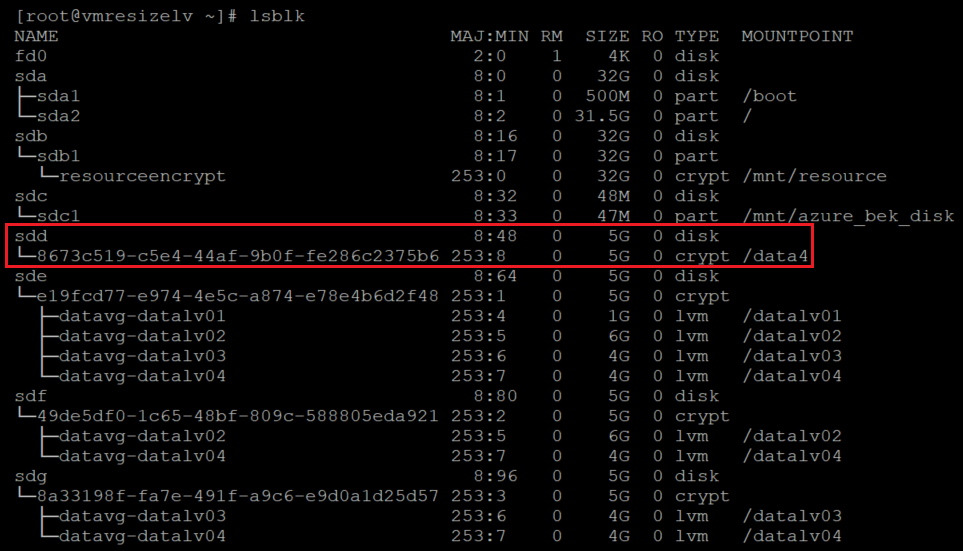 [root@vmresizelv ~]# lsblk
NAME                                   MAJ:MIN RM   SIZE RO TYPE  MOUNTPOINT
fd0                                      2:0    1     4K  0 disk
sda                                      8:0    0    32G  0 disk
├─sda1                                   8:1    0   500M  0 part  /boot
└─sda2                                   8:2    0  31.5G  0 part  /
sdb                                      8:16   0    32G  0 disk
└─sdb1                                   8:17   0    32G  0 part
  └─resourceencrypt                    253:0    0    32G  0 crypt /mnt/resource
sdc                                      8:32   0    48M  0 disk
└─sdc1                                   8:33   0    47M  0 part  /mnt/azure_bek_disk
sdd                                      8:48   0     5G  0 disk
└─8673c519-c5e4-44af-9b0f-fe286c2375b6 253:8    0     5G  0 crypt /data4
sde                                      8:64   0     5G  0 disk
└─e19fcd77-e974-4e5c-a874-e78e4b6d2f48 253:1    0     5G  0 crypt
  ├─datavg-datalv01                    253:4    0     1G  0 lvm   /datalv01
  ├─datavg-datalv02                    253:5    0     6G  0 lvm   /datalv02
  ├─datavg-datalv03                    253:6    0     4G  0 lvm   /datalv03
  └─datavg-datalv04                    253:7    0     4G  0 lvm   /datalv04
sdf                                      8:80   0     5G  0 disk
└─49de5df0-1c65-48bf-809c-588805eda921 253:2    0     5G  0 crypt
  ├─datavg-datalv02                    253:5    0     6G  0 lvm   /datalv02
  └─datavg-datalv04                    253:7    0     4G  0 lvm   /datalv04
sdg                                      8:96   0     5G  0 disk
└─8a33198f-fa7e-491f-a9c6-e9d0a1d25d57 253:3    0     5G  0 crypt
  ├─datavg-datalv03                    253:6    0     4G  0 lvm   /datalv03
  └─datavg-datalv04                    253:7    0     4G  0 lvm   /datalv04